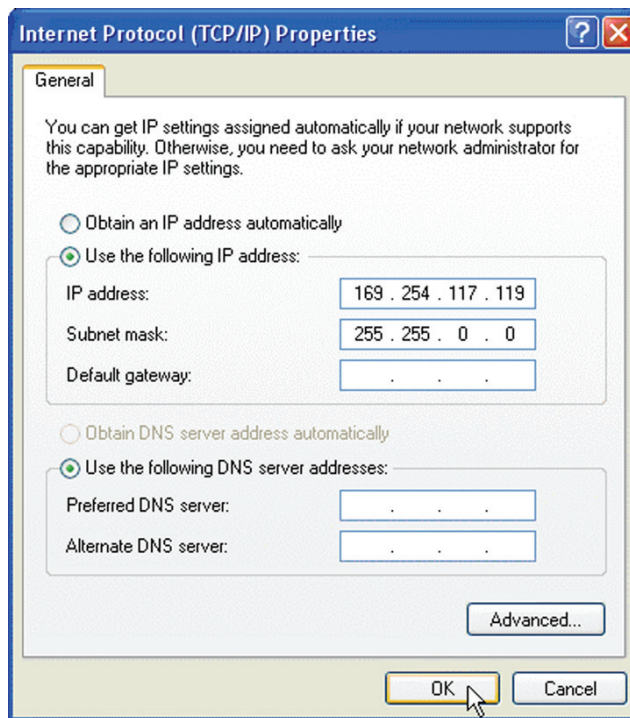 Internet Protocol (TCP/IP) Properties
General
You can get IP settings assigned automatically if your network supports
this capability. Otherwise, you need to ask your network administrator for
the appropriate IP settings.
Obtain an IP address automatically
Use the following IP address:
IP address: 169 . 254 . 117 . 119
Subnet mask: 255 . 255 . 0 . 0
Default gateway: . . .
Obtain DNS server address automatically
Use the following DNS server addresses:
Preferred DNS server: . . .
Alternate DNS server: . . .
Advanced...
OK Cancel